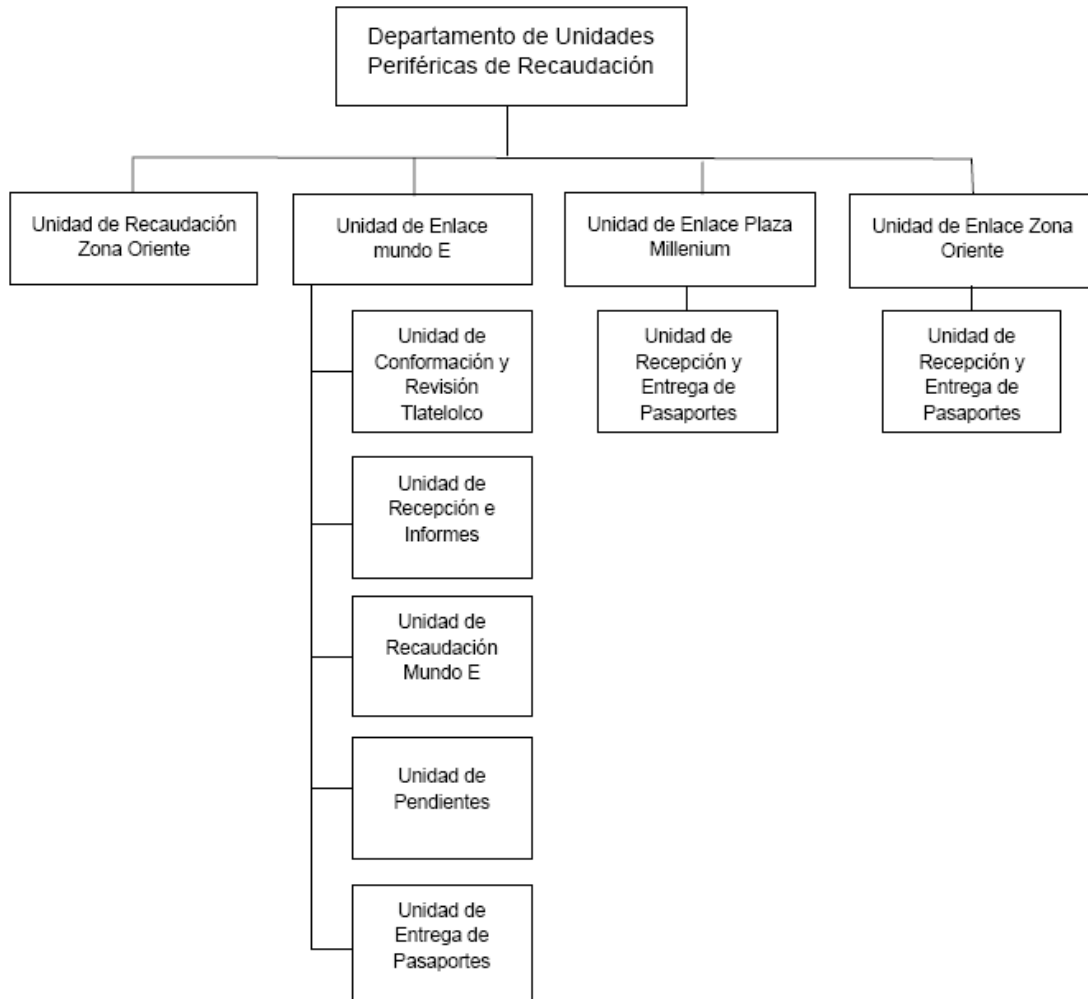 Departamento de Unidades
Periféricas de Recaudación
Unidad de Recaudación
Zona Oriente
Unidad de Enlace
mundo E
Unidad de Enlace Plaza
Millenium
Unidad de Enlace Zona
Oriente
Unidad de
Conformación y
Revisión
Tlatelolco
Unidad de
Recepción y
Entrega de
Pasaportes
Unidad de
Recepción y
Entrega de
Pasaportes
Unidad de
Recepción e
Informes
Unidad de
Recaudación
Mundo E
Unidad de
Pendientes
Unidad de
Entrega de
Pasaportes